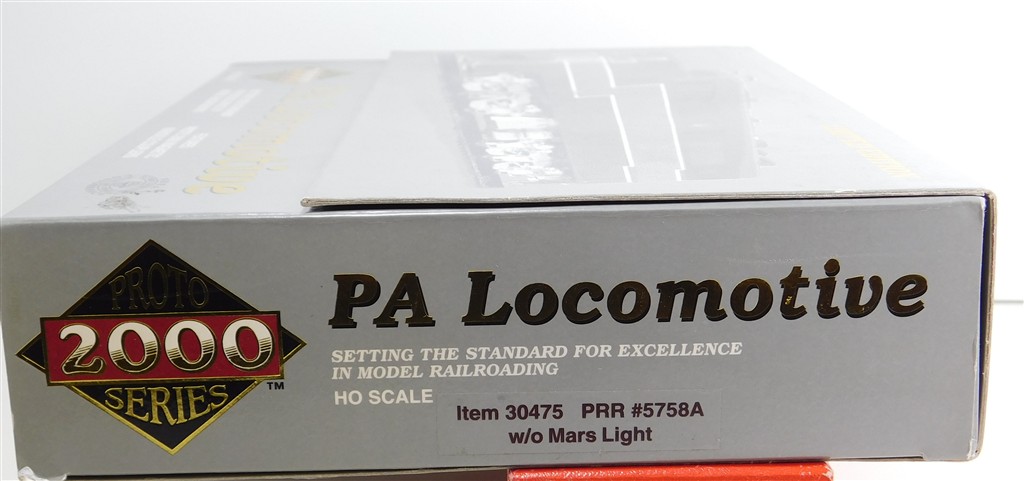 PROTO
2000
SERIES
TM
PA Locomotive
SETTING THE STANDARD FOR EXCELLENCE
IN MODEL RAILROADING
HO SCALE
Item 30475 PRR #5758A
w/o Mars Light